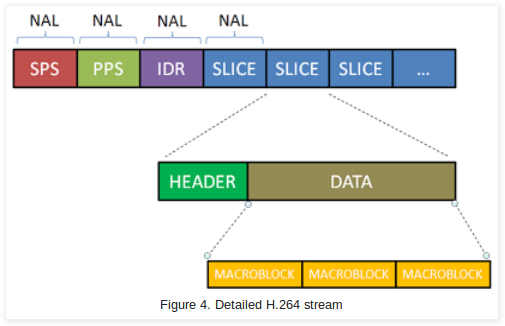 NAL NAL NAL NAL
SPS PPS IDR SLICE SLICE SLICE ...
HEADER DATA
MACROBLOCK MACROBLOCK MACROBLOCK
Figure 4. Detailed H.264 stream